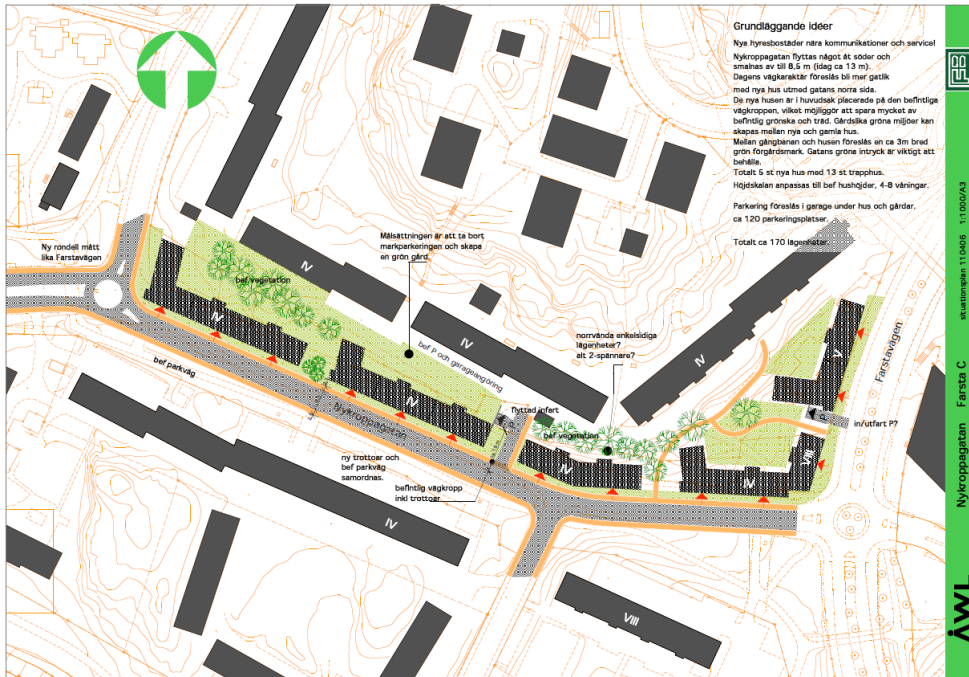 Grundläggande idéer
Nya hyresbostäder nära kommunikationer och service!
Nykroppagatan flyttas något åt söder och
smalnas av till 8,5 m (idag ca 13 m).
Dagens vägkaraktär föreslås bli mer gatlik
med nya hus utmed gatans norra sida.
De nya husen är i huvudsak placerade på den befintliga
vägkroppen, vilket möjliggör att spara mycket av
befintlig grönska och träd. Gårdslika gröna miljöer kan
skapas mellan nya och gamla hus.
Mellan gångbanan och husen föreslås en ca 3m bred
grön förgårdsmark. Gatans gröna intryck är viktigt att
behålla.
Totalt 5 st nya hus med 13 st trapphus.
Höjdskalan anpassas till bef hushöjder, 4-8 våningar.
Parkering föreslås i garage under hus och gårdar.
ca 120 parkeringsplatser.
Totalt ca 170 lägenheter.
Ny rondell mått
lika Farstavägen
Målsättningen är att ta bort
markparkeringen och skapa
en grön gård.
bef vegetation
IV
IV
bef P och garageangöring
norrvända enkelsidiga
lägenheter?
alt 2-spännare?
IV
IV
V
Farstavägen
bef parkväg
IV
Nykroppagatan
flyttad infart
P
bef vegetation
P
in/utfart P?
ny trottoar och
bef parkväg
samordnas.
befintlig vägkropp
inkl trottoar
IV
IV
VIII
IV
VIII
situationsplan 110406 1:1000/A3
Nykroppagatan Farsta C
ÅWL